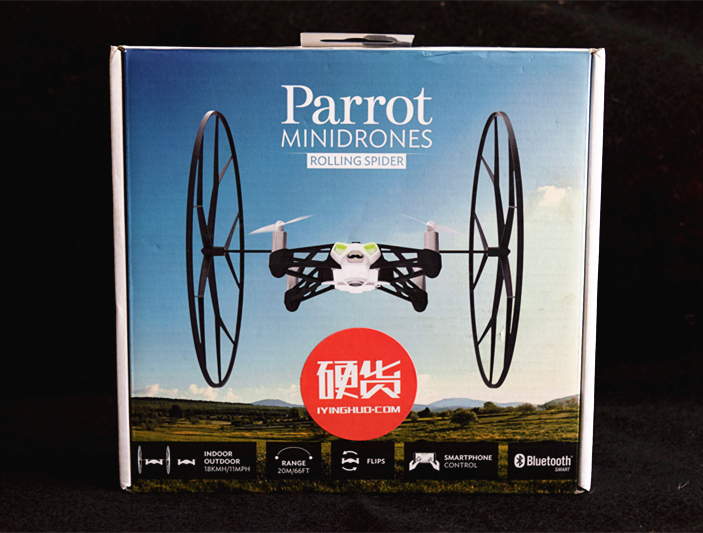 Parrot
MINIDRONES
ROLLING SPIDER
硬货
IYINGHUO·COM
INDOOR
OUTDOOR
18KMH/11MPH
RANGE
20M/66FT
FLIPS
SMARTPHONE
CONTROL
Bluetooth
SMART